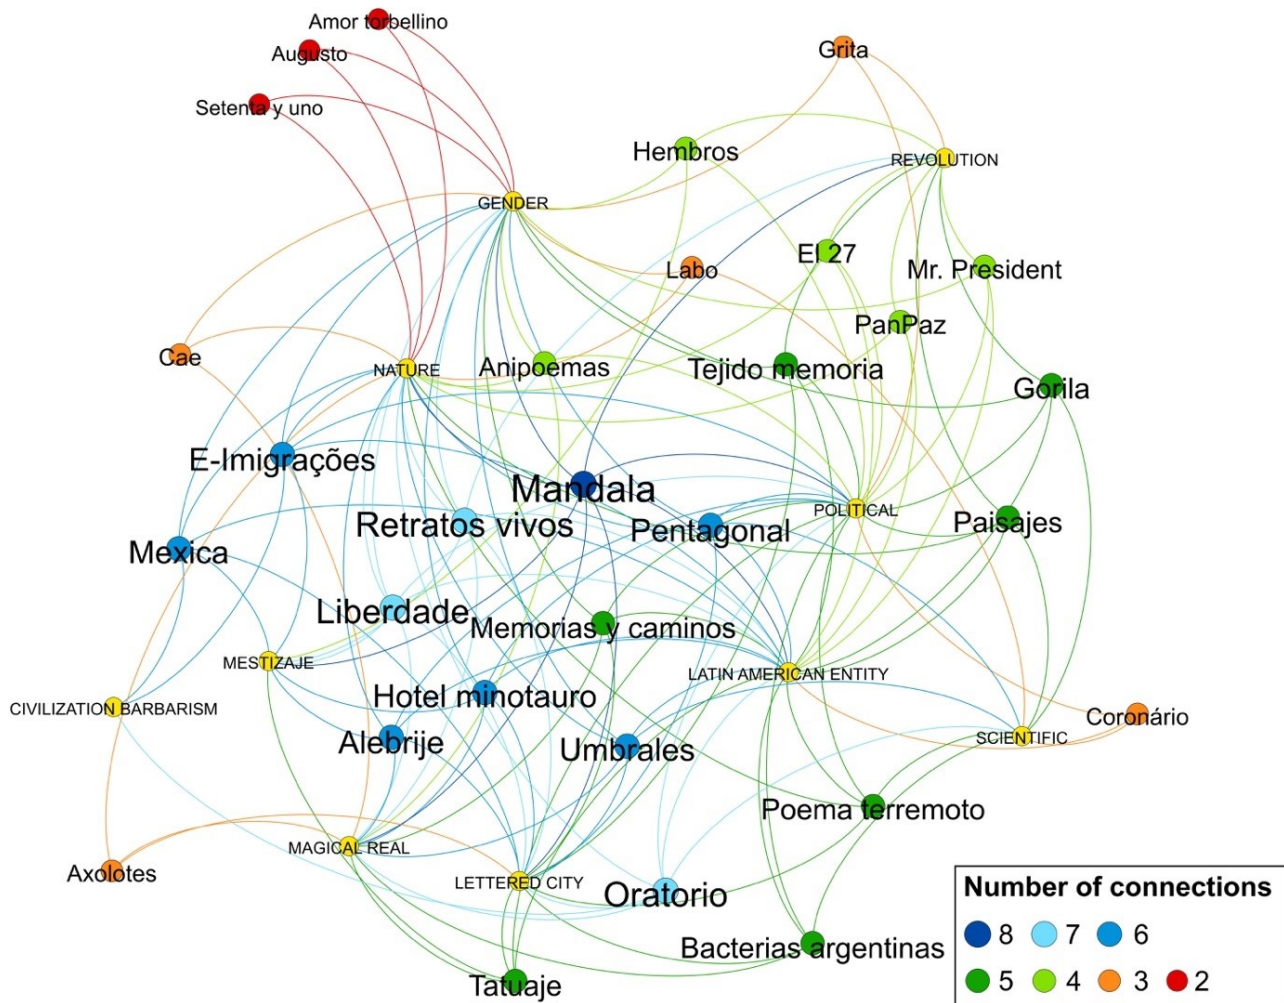 Amor torbellino
Augusto
Grita
Setenta y uno
Hembros
REVOLUTION
GENDER
El 27
Labo
Mr. President
PanPaz
Cae
NATURE
Anipoemas
Tejido memoria
Gorila
E-Imigrações
Mandala
Retratos vivos
Pentagonal
POLITICAL
Paisajes
Mexica
Liberdade
Memorias y caminos
MESTIZAJE
LATIN AMERICAN ENTITY
CIVILIZATION BARBARISM
Hotel minotauro
Coronário
Alebrije
Umbrales
SCIENTIFIC
Poema terremoto
MAGICAL REAL
Axolotes
LETTERED CITY
Oratorio
Bacterias argentinas
Tatuaje
Number of connections
8 7 6
5 4 3 2